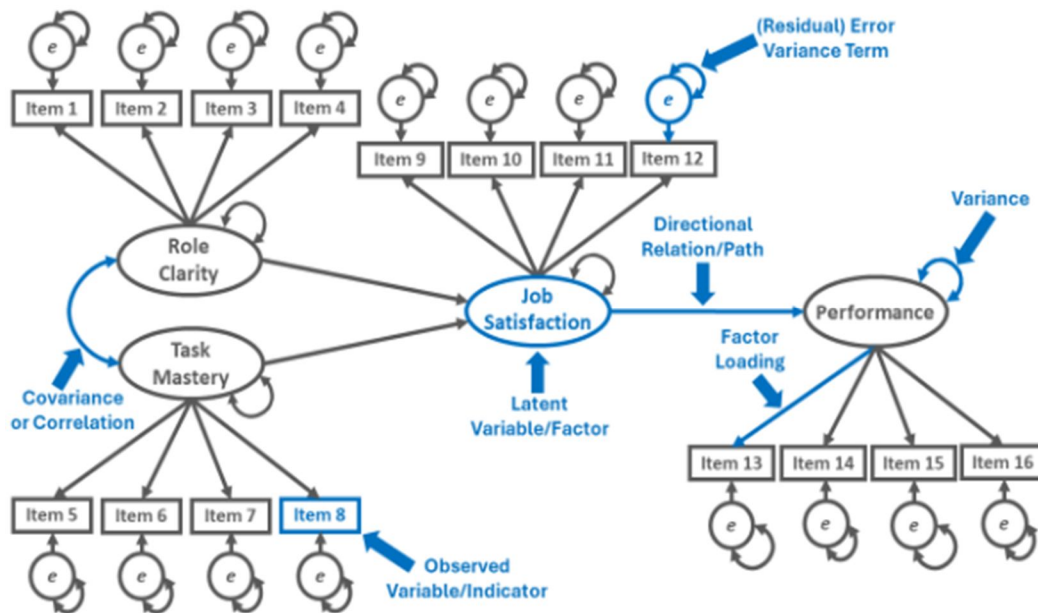 e
e
e
e
(Residual) Error
Variance Term
Item 1
Item 2
Item 3
Item 4
e
e
e
e
Item 9
Item 10
Item 11
Item 12
Variance
Directional
Relation/Path
Role
Clarity
Job
Satisfaction
Performance
Task
Mastery
Factor
Loading
Covariance
or Correlation
Latent
Variable/Factor
Item 13
Item 14
Item 15
Item 16
Item 5
Item 6
Item 7
Item 8
e
e
e
e
Observed
Variable/Indicator
e
e
e
e